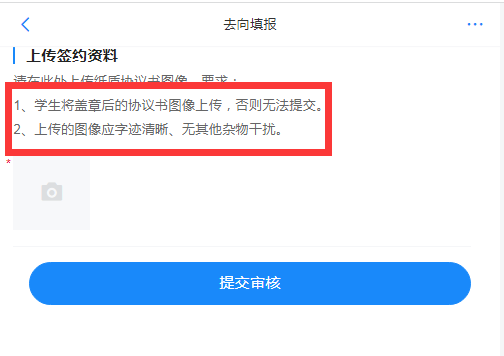 去向填报
上传签约资料
请在此处上传纸质协议书图像，要求：
1、学生将盖章后的协议书图像上传，否则无法提交。
2、上传的图像应字迹清晰、无其他杂物干扰。
*
提交审核